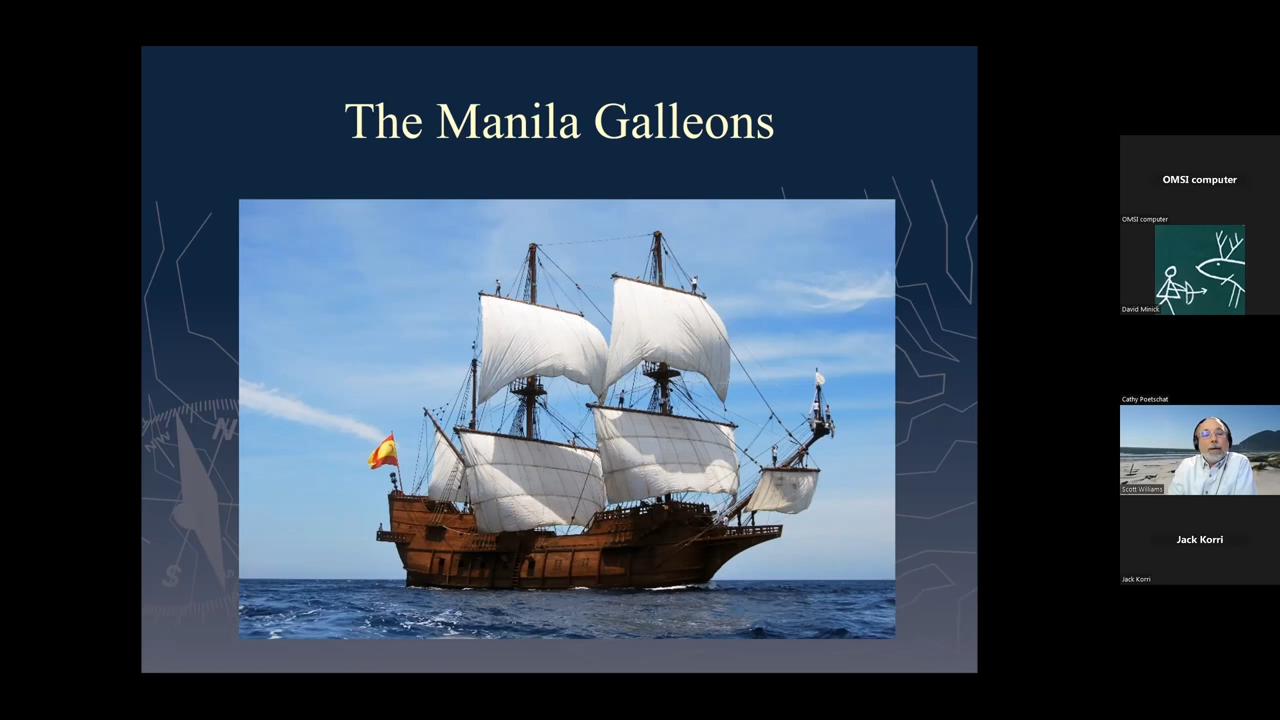 The Manila Galleons
N
S
OMSI computer
OMSI computer
David Minick
Cathy Poetschat
Scott Williams
Jack Korri
Jack Korri